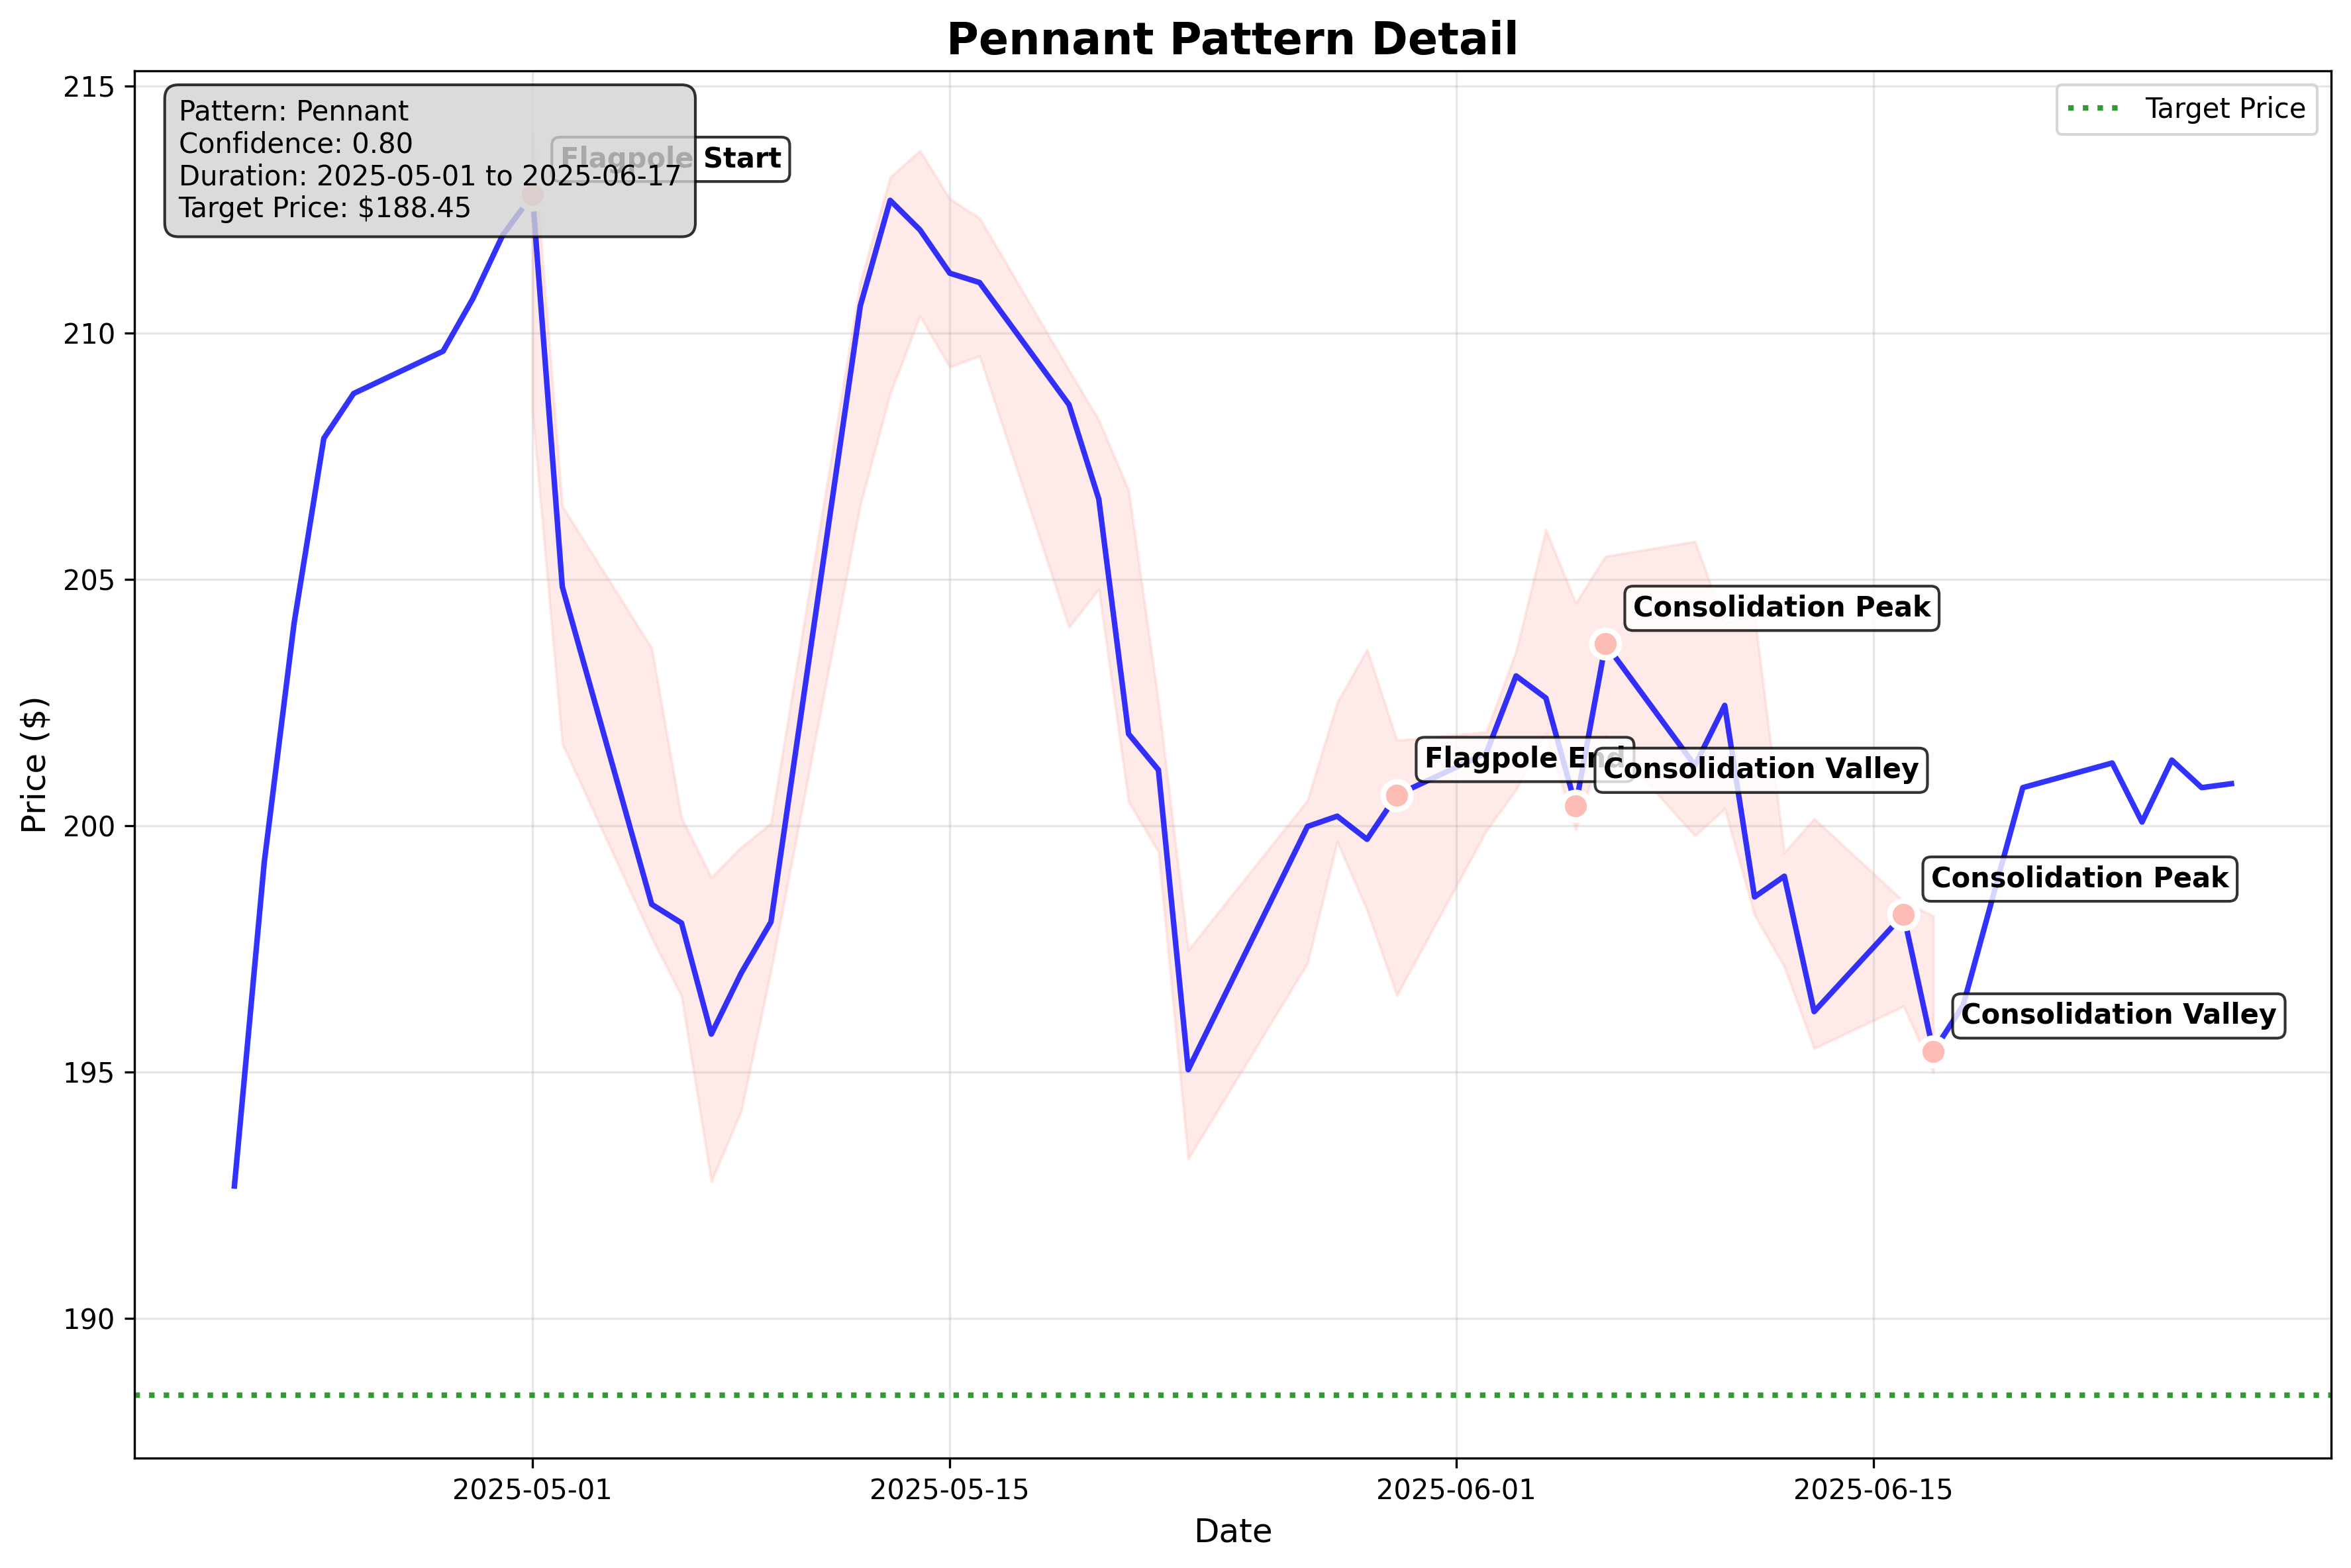 Pennant Pattern Detail
Pattern: Pennant
Confidence: 0.80
Duration: 2025-05-01 to 2025-06-17
Target Price: $188.45
Flagpole Start
Target Price
Consolidation Peak
Flagpole End
Consolidation Valley
Consolidation Peak
Consolidation Valley
Price ($)
215
210
205
200
195
190
2025-05-01
2025-05-15
2025-06-01
2025-06-15
Date